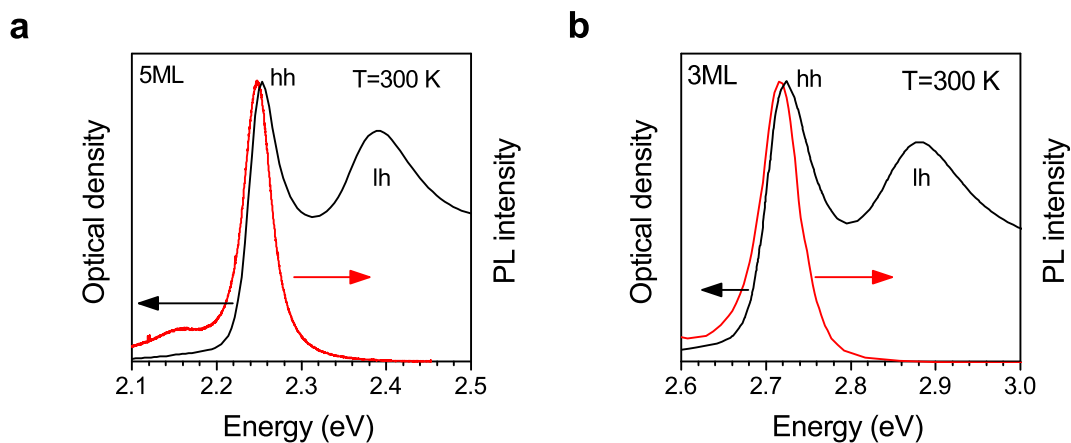 a
5ML
hh
T=300 K
lh
Optical density
PL intensity
2.1 2.2 2.3 2.4 2.5
Energy (eV)
b
3ML
hh
T=300 K
lh
Optical density
PL intensity
2.6 2.7 2.8 2.9 3.0
Energy (eV)